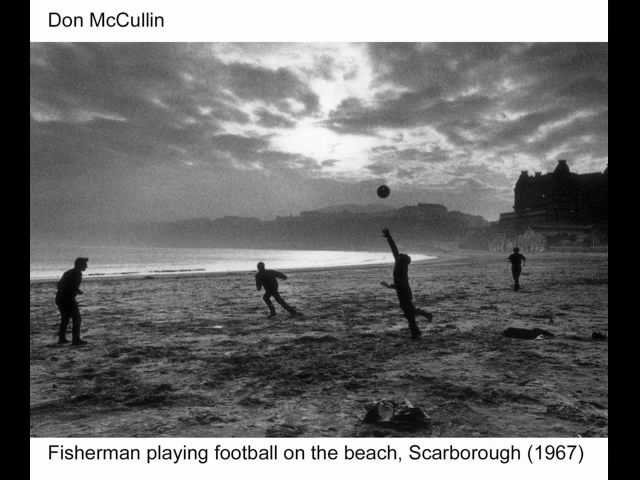 Don McCullin
Fisherman playing football on the beach, Scarborough (1967)